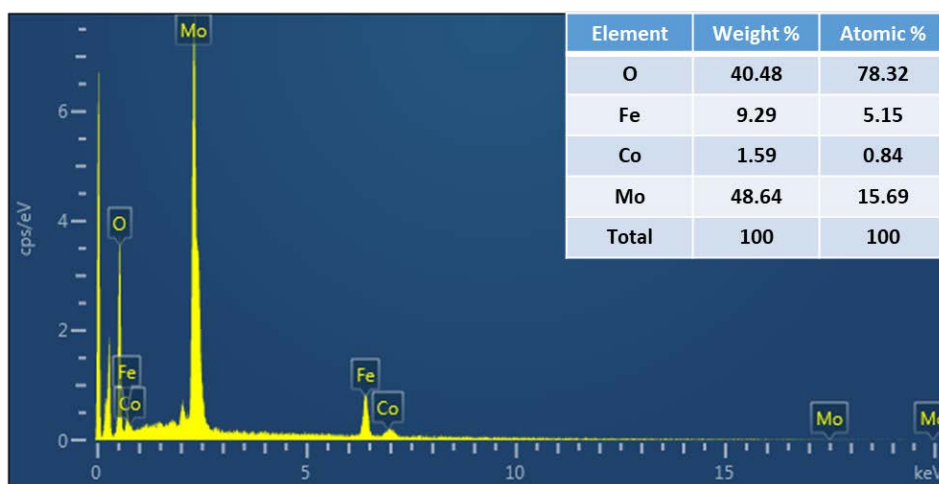 Mo
Element Weight % Atomic %
O 40.48 78.32
Fe 9.29 5.15
Co 1.59 0.84
Mo 48.64 15.69
Total 100 100
6
cps/eV
4
O
2
Fe
Co
Fe
Co
Mo
0
0 5 10 15 keV